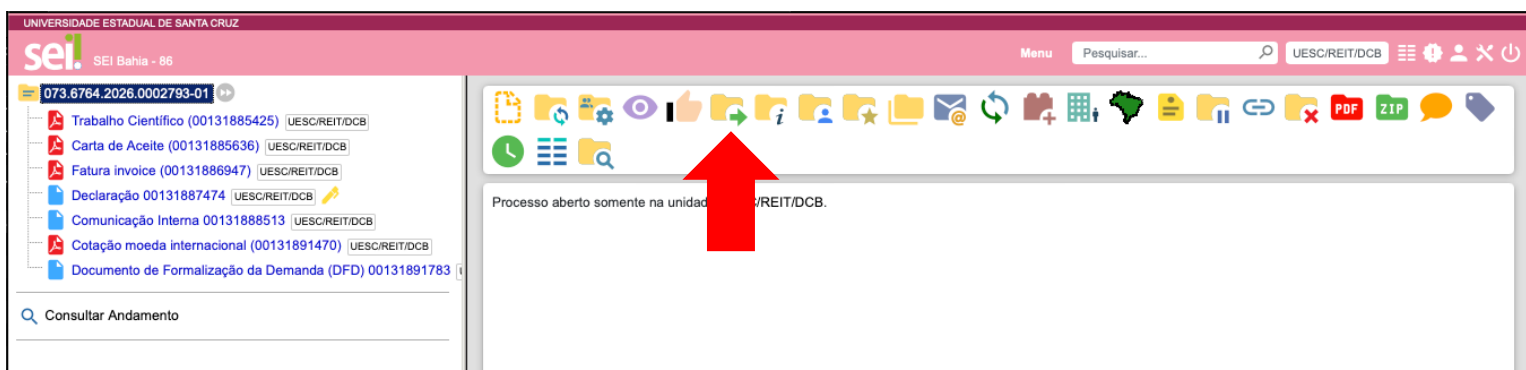 UNIVERSIDADE ESTADUAL DE SANTA CRUZ
sei! SEI Bahia - 86 Menu Pesquisar... UESC/REIT/DCB
073.6764.2026.0002793-01
Trabalho Científico (00131885425) UESC/REIT/DCB
Carta de Aceite (00131885636) UESC/REIT/DCB
Fatura invoice (00131886947) UESC/REIT/DCB
Declaração 00131887474 UESC/REIT/DCB
Comunicação Interna 00131888513 UESC/REIT/DCB
Cotação moeda internacional (00131891470) UESC/REIT/DCB
Documento de Formalização da Demanda (DFD) 00131891783
Consultar Andamento
PDF ZIP
Processo aberto somente na unidad /REIT/DCB.